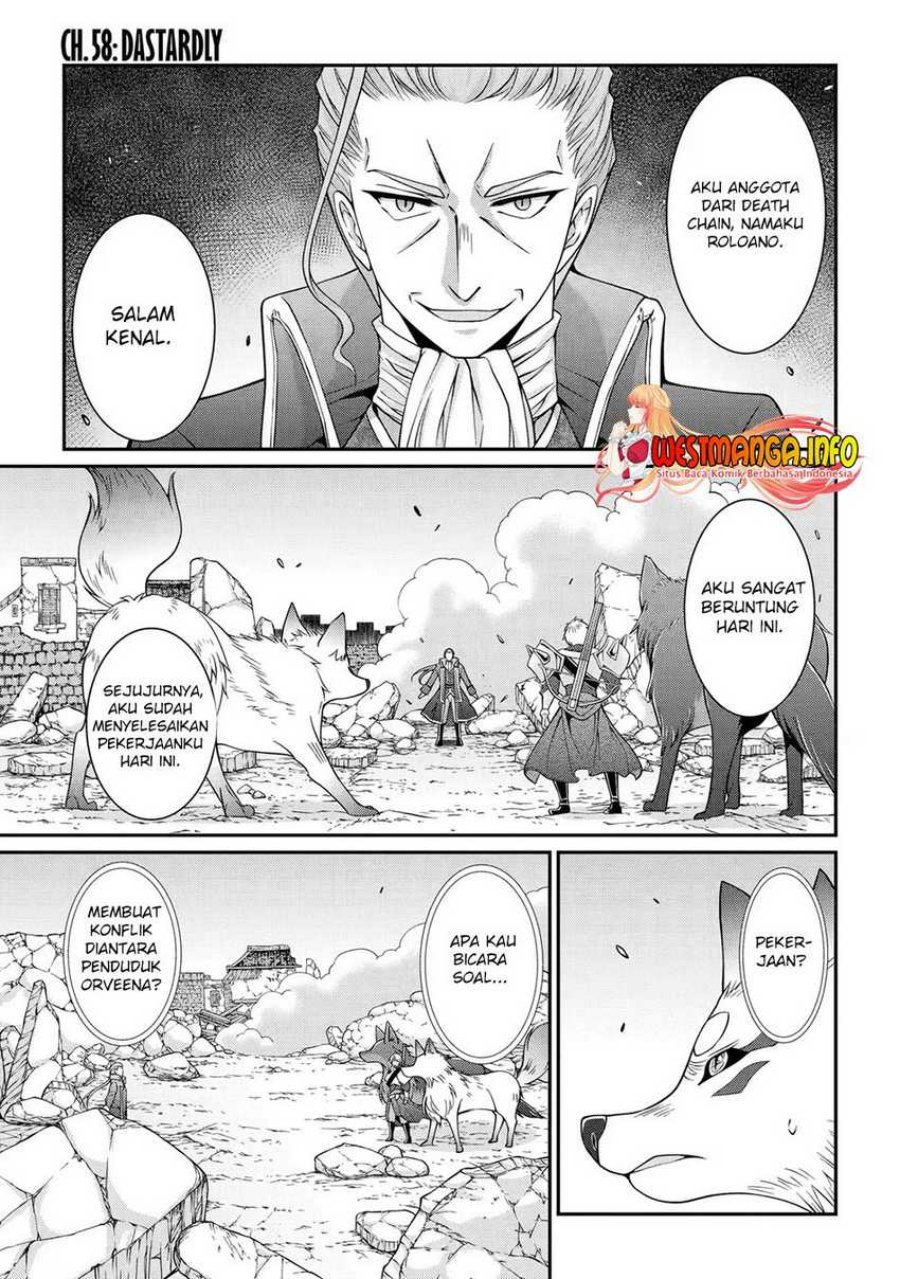 CH. 58: DASTARDLY
AKU ANGGOTA
DARI DEATH
CHAIN, NAMAKU
ROLOANO.
SALAM
KENAL.
WESTMANGA.INFO
Situs Baca Komik Berbahasa Indonesia
AKU SANGAT
BERUNTUNG
HARI INI.
SEJUJURNYA,
AKU SUDAH
MENYELESAIKAN
PEKERJAANKU
HARI INI.
PEKER-
JAAN?
APA KAU
BICARA
SOAL...
MEMBUAT
KONFLIK
DIANTARA
PENDUDUK
ORVEENA?